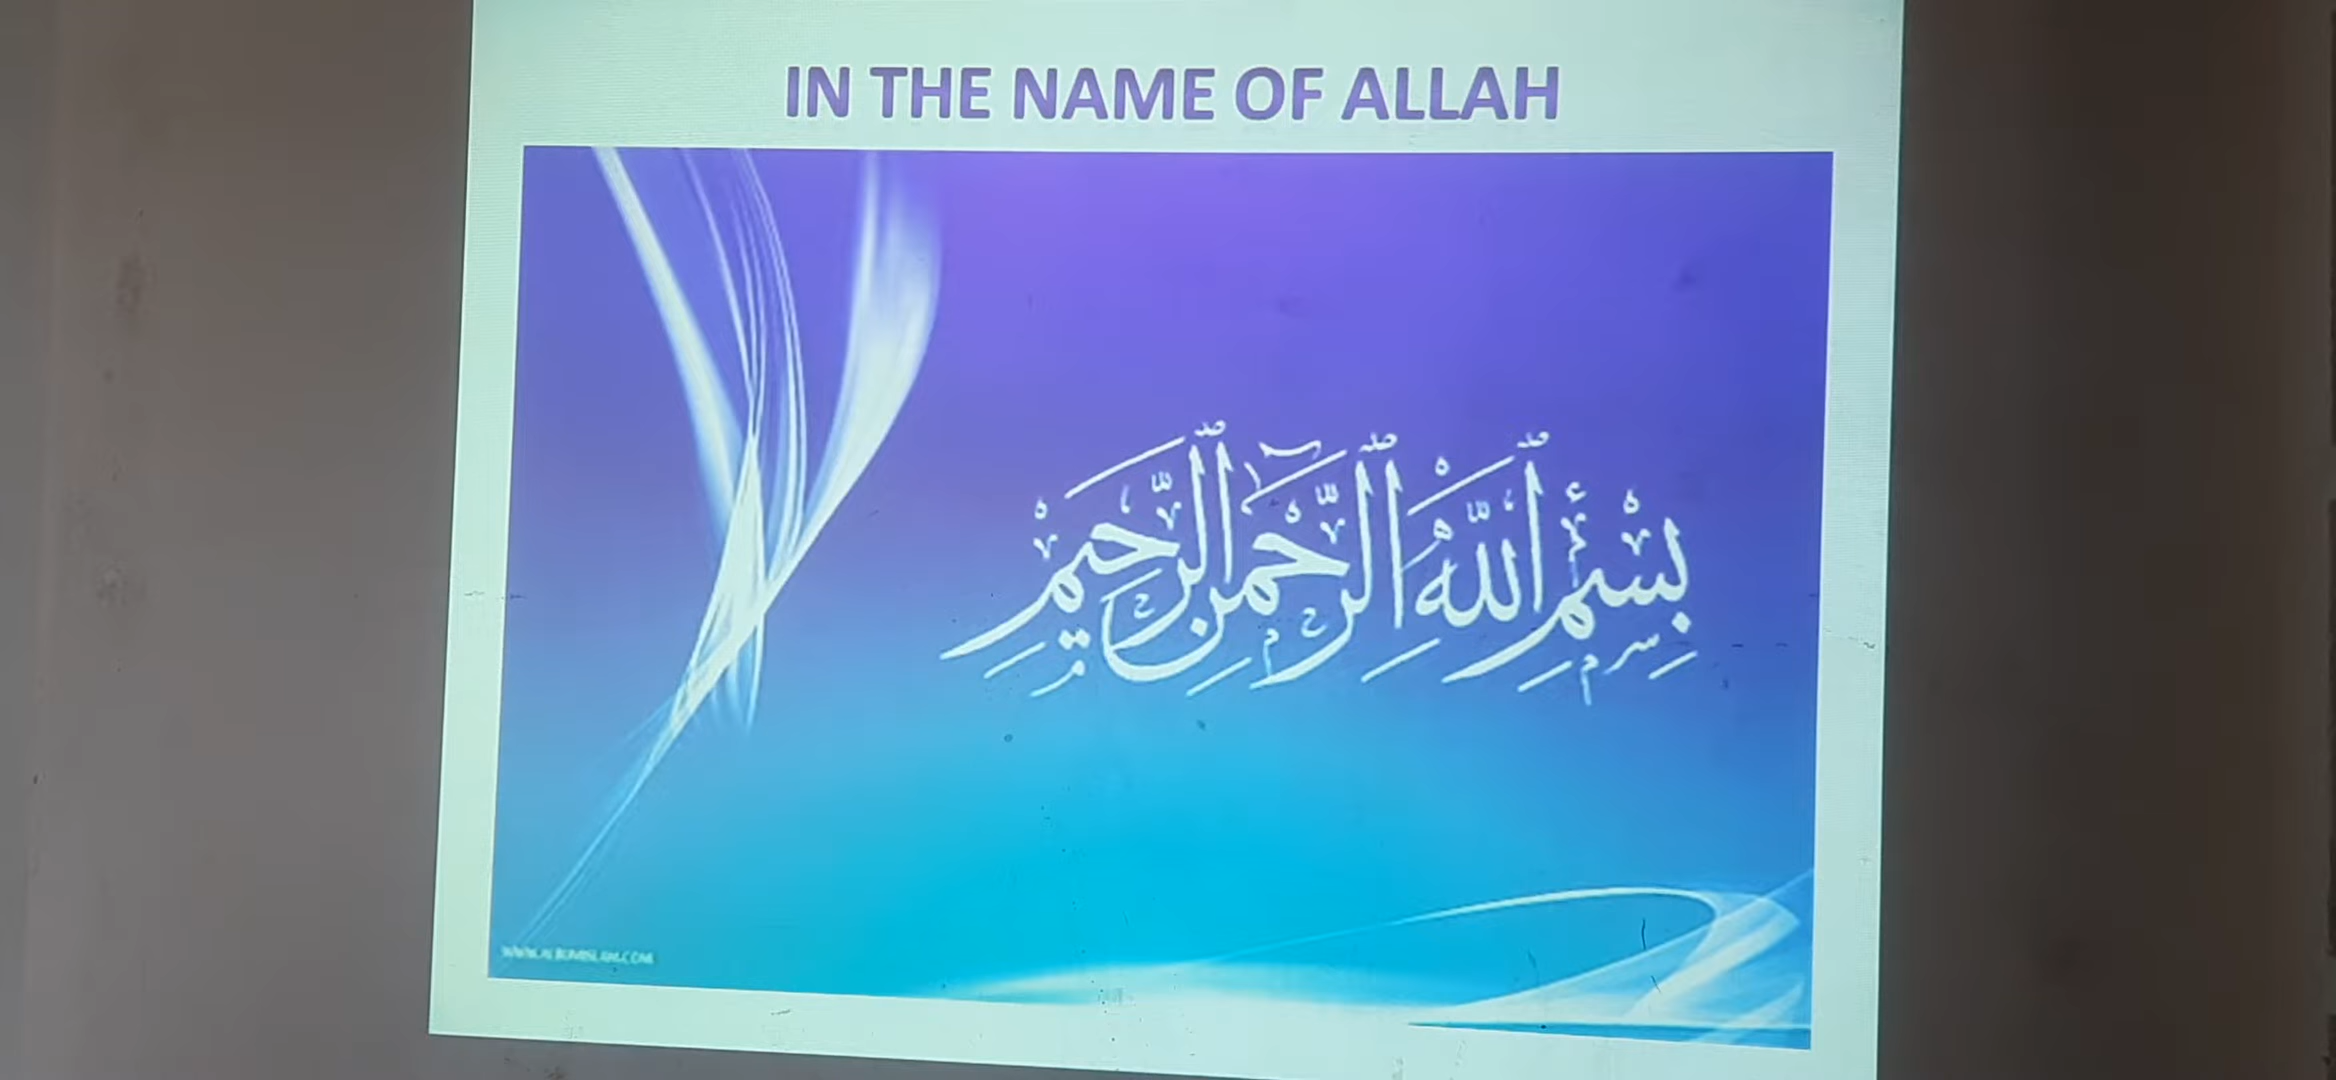 IN THE NAME OF ALLAH
بِسْمِ ٱللَّهِ ٱلرَّحْمَٰنِ ٱلرَّحِيمِ